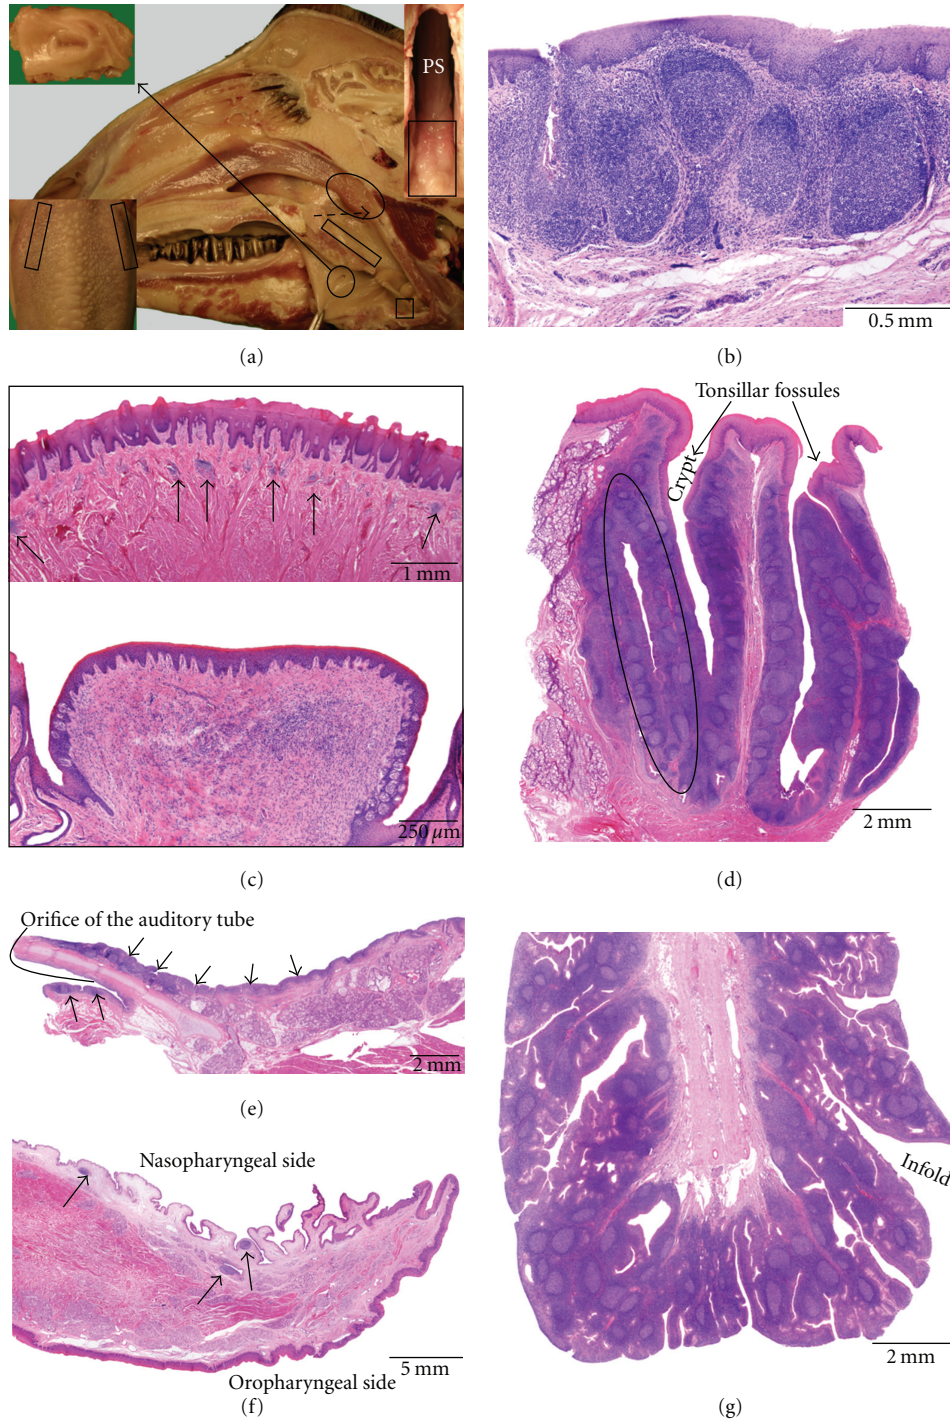 PS
(a)
0.5 mm
(b)
1 mm
250 µm
(c)
Tonsillar fossules
Crypt
2 mm
(d)
Orifice of the auditory tube
2 mm
(e)
Nasopharyngeal side
5 mm
Oropharyngeal side
(f)
Infold
2 mm
(g)